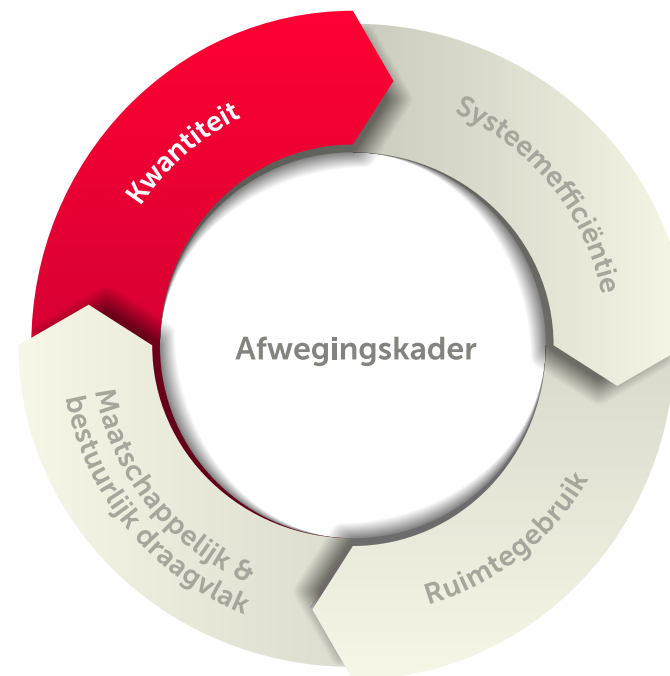 Kwantiteit
Systeemefficiëntie
Afwegingskader
Maatschappelijk &
bestuurlijk draagvlak
Ruimtegebruik